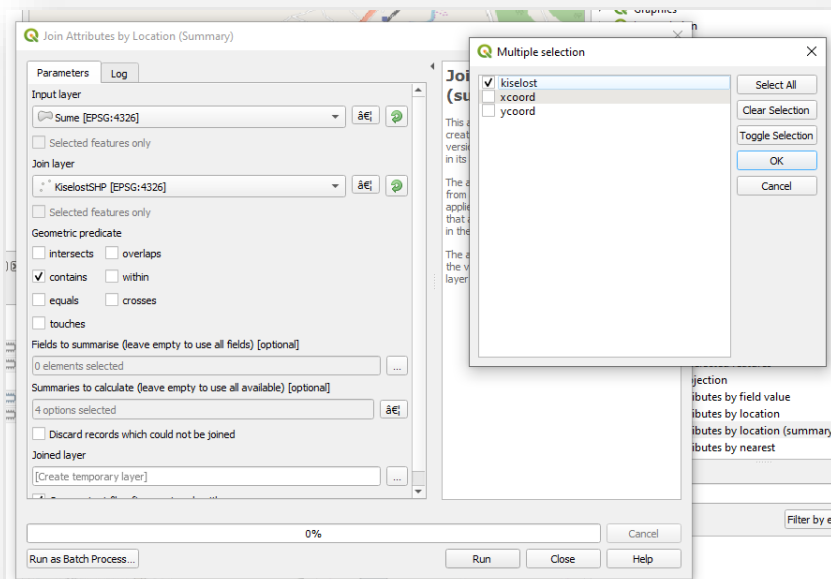 Graphics
Join Attributes by Location (Summary)
Parameters
Log
Input layer
Sume [EPSG:4326]
…
Selected features only
Join layer
KiselostSHP [EPSG:4326]
…
Selected features only
Geometric predicate
intersects
overlaps
contains
within
equals
crosses
touches
Fields to summarise (leave empty to use all fields) [optional]
0 elements selected
...
Summaries to calculate (leave empty to use all available) [optional]
4 options selected
…
Discard records which could not be joined
Joined layer
[Create temporary layer]
...
Joi
(su
This a
creat
versic
in its
The a
from
applie
that a
in the
The a
the v
layer
Multiple selection
kiselost
xcoord
ycoord
Select All
Clear Selection
Toggle Selection
OK
Cancel
jection
ibutes by field value
ibutes by location
ibutes by location (summary
ibutes by nearest
Filter by e
0%
Cancel
Run as Batch Process...
Run
Close
Help